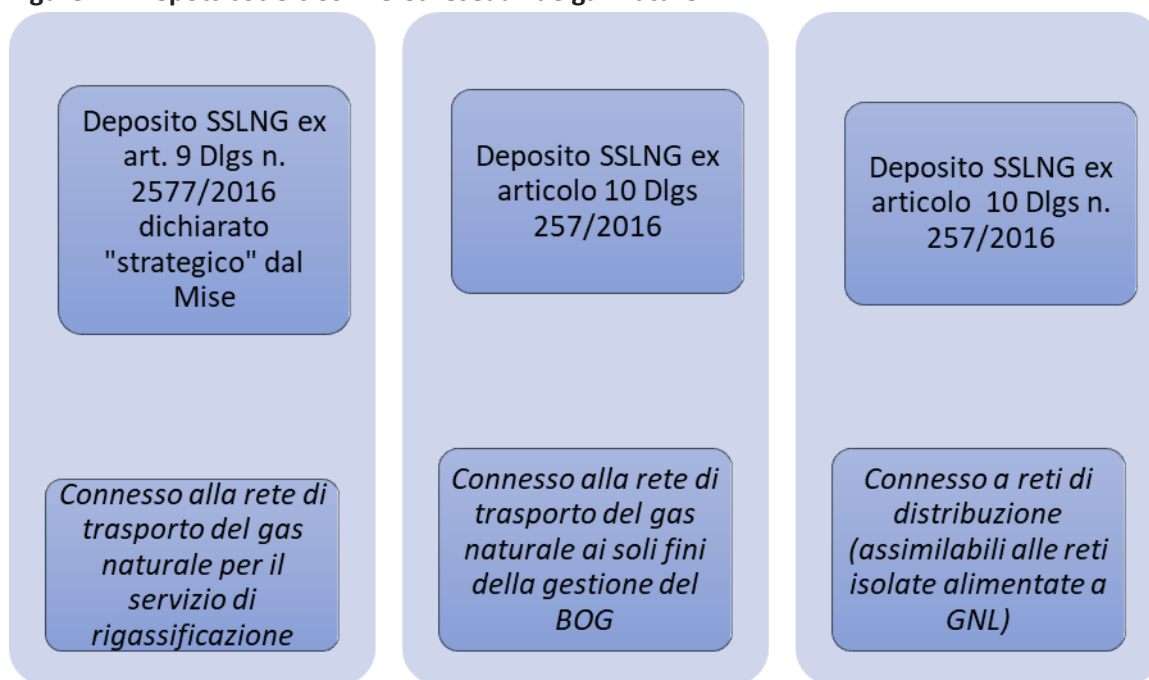 Deposito SSLNG ex
art. 9 Dlgs n.
2577/2016
dichiarato
"strategico" dal
Mise
Connesso alla rete di
trasporto del gas
naturale per il
servizio di
rigassificazione
Deposito SSLNG ex
articolo 10 Dlgs
257/2016
Connesso alla rete di
trasporto del gas
naturale ai soli fini
della gestione del
BOG
Deposito SSLNG ex
articolo  10 Dlgs n.
257/2016
Connesso a reti di
distribuzione
(assimilabili alle reti
isolate alimentate a
GNL)